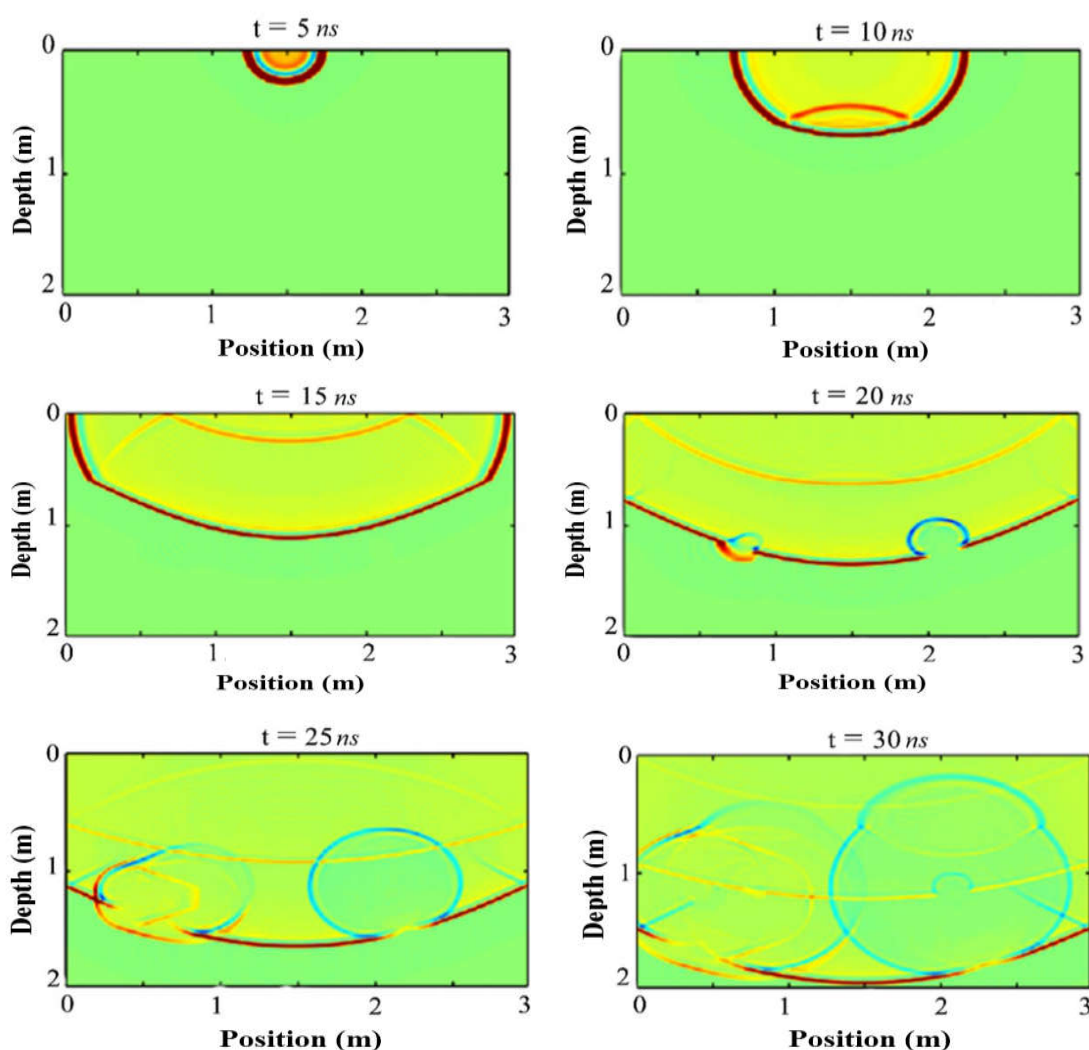 t = 5 ns
t = 10 ns
0
1
2
Depth (m)
0 1 2 3
Position (m)
0
1
2
Depth (m)
0 1 2 3
Position (m)
t = 15 ns
t = 20 ns
0
1
2
Depth (m)
0 1 2 3
Position (m)
0
1
2
Depth (m)
0 1 2 3
Position (m)
t = 25 ns
t = 30 ns
0
1
2
Depth (m)
0 1 2 3
Position (m)
0
1
2
Depth (m)
0 1 2 3
Position (m)